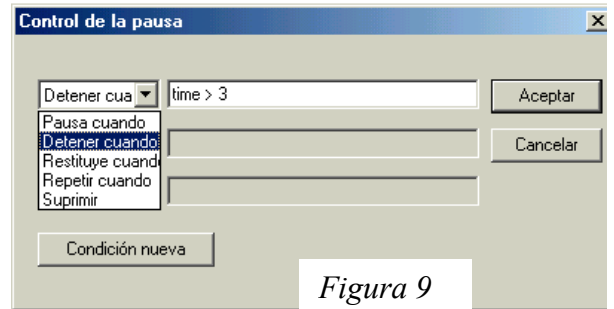 Control de la pausa
Detener cua
time > 3
Aceptar
Pausa cuando
Detener cuando
Cancelar
Restituye cuand
Repetir cuando
Suprimir
Condición nueva
Figura 9